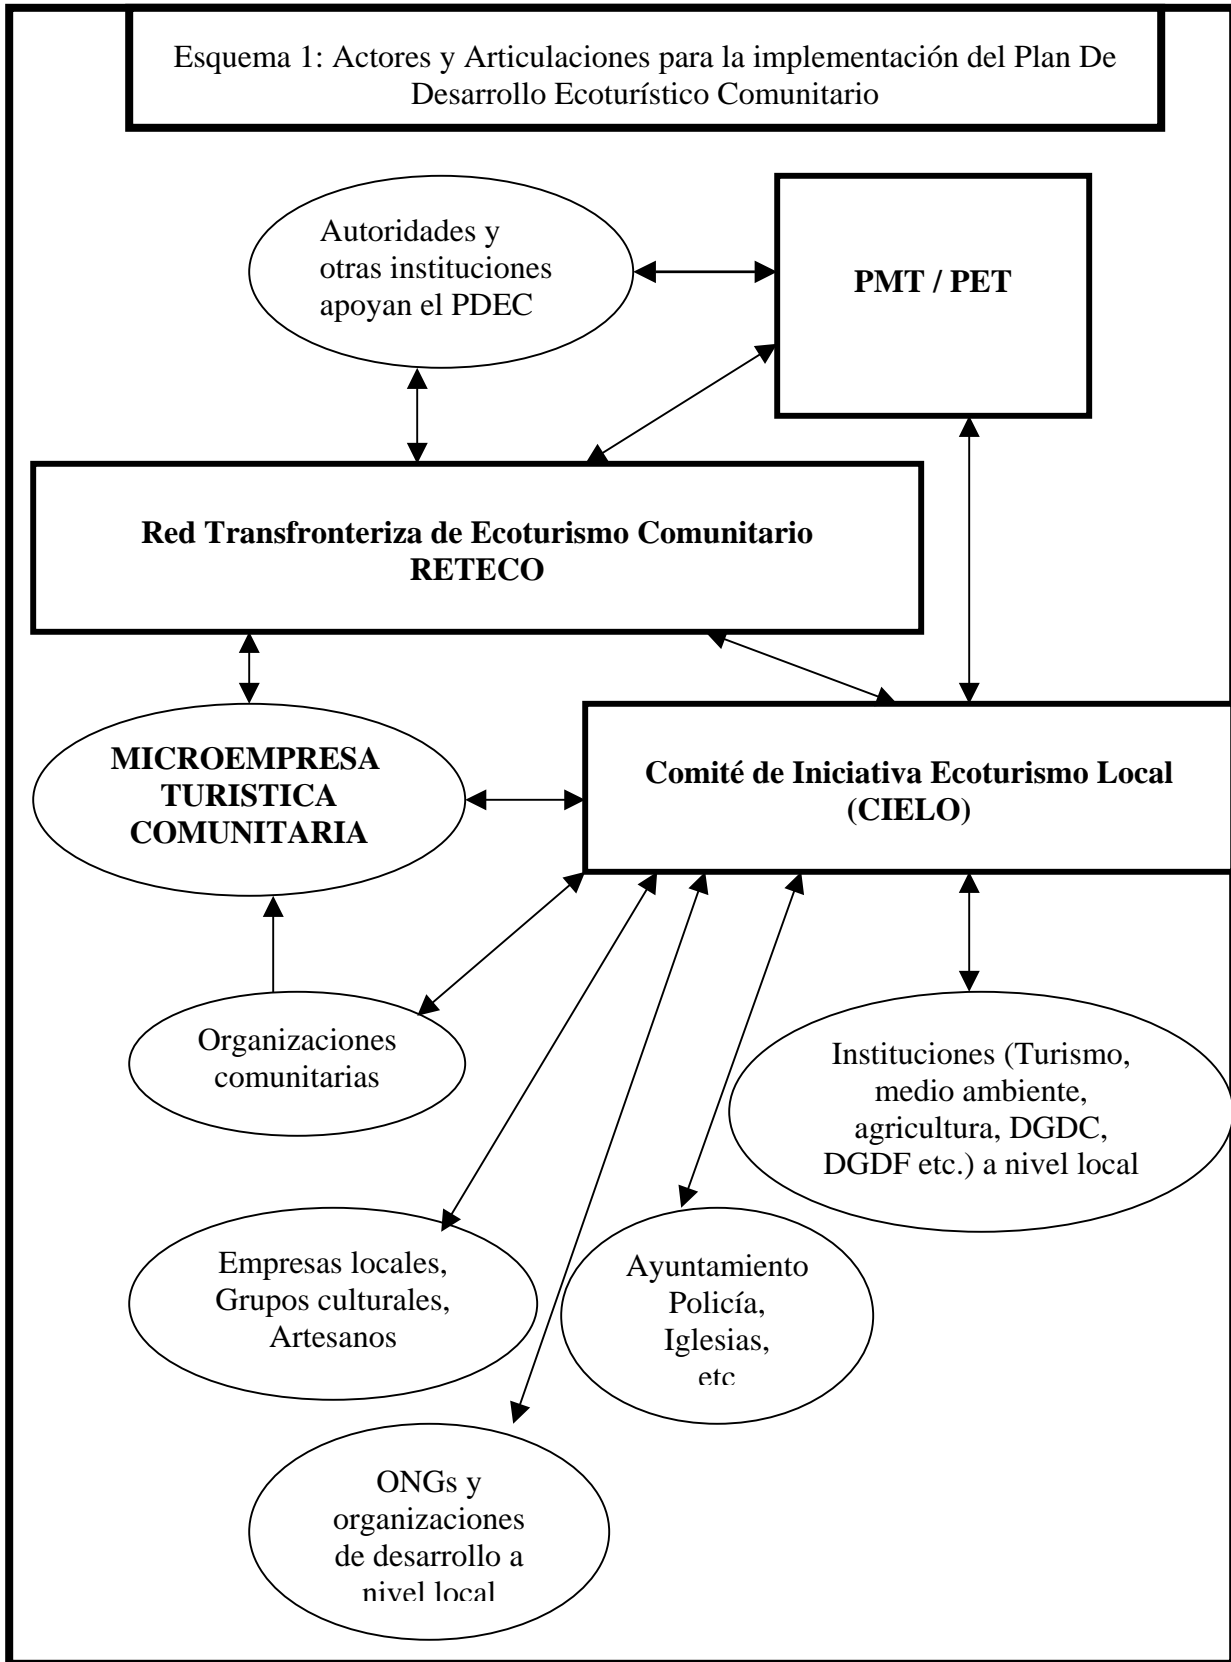 Esquema 1: Actores y Articulaciones para la implementación del Plan De
Desarrollo Ecoturístico Comunitario
Autoridades y
otras instituciones
apoyan el PDEC
PMT / PET
Red Transfronteriza de Ecoturismo Comunitario
RETECO
MICROEMPRESA
TURISTICA
COMUNITARIA
Comité de Iniciativa Ecoturismo Local
(CIELO)
Organizaciones
comunitarias
Instituciones (Turismo,
medio ambiente,
agricultura, DGDC,
DGDF etc.) a nivel local
Empresas locales,
Grupos culturales,
Artesanos
Ayuntamiento
Policía,
Iglesias,
etc
ONGs y
organizaciones
de desarrollo a
nivel local